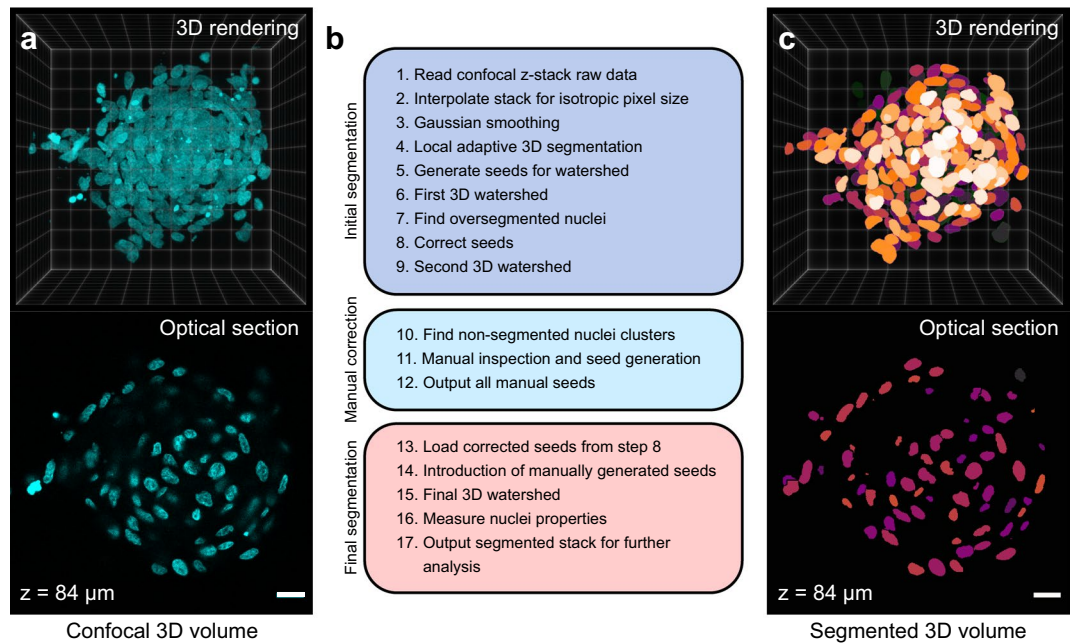 a
3D rendering
Optical section
z = 84 µm
Confocal 3D volume
b
Initial segmentation
1. Read confocal z-stack raw data
2. Interpolate stack for isotropic pixel size
3. Gaussian smoothing
4. Local adaptive 3D segmentation
5. Generate seeds for watershed
6. First 3D watershed
7. Find oversegmented nuclei
8. Correct seeds
9. Second 3D watershed
Manual correction
10. Find non-segmented nuclei clusters
11. Manual inspection and seed generation
12. Output all manual seeds
Final segmentation
13. Load corrected seeds from step 8
14. Introduction of manually generated seeds
15. Final 3D watershed
16. Measure nuclei properties
17. Output segmented stack for further
analysis
c
3D rendering
Optical section
z = 84 µm
Segmented 3D volume